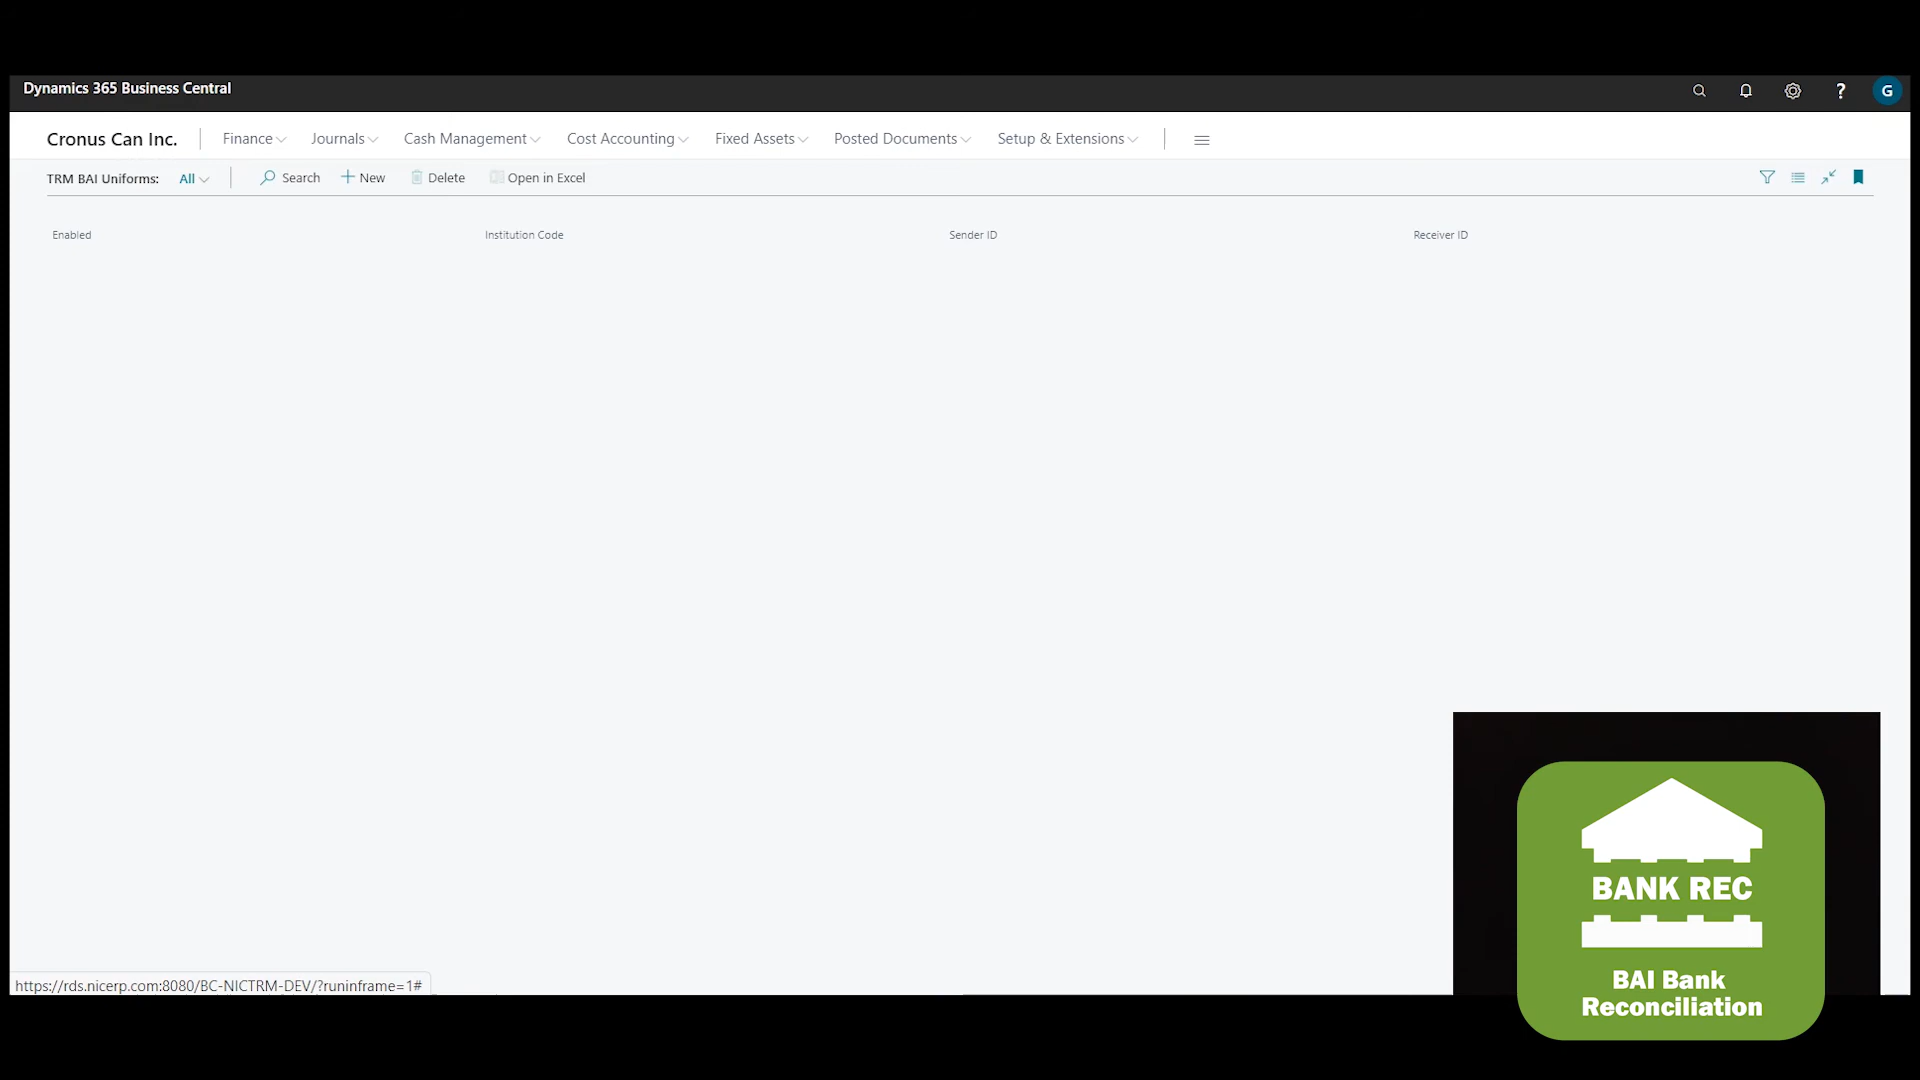 Dynamics 365 Business Central
?
G
Cronus Can Inc.
Finance
Journals
Cash Management
Cost Accounting
Fixed Assets
Posted Documents
Setup & Extensions
TRM BAI Uniforms:
All
Search
New
Delete
Open in Excel
Enabled
Institution Code
Sender ID
Receiver ID
BANK REC
BAI Bank
Reconciliation
https://rds.nicerp.com:8080/BC-NICTRM-DEV/?runinframe=1#